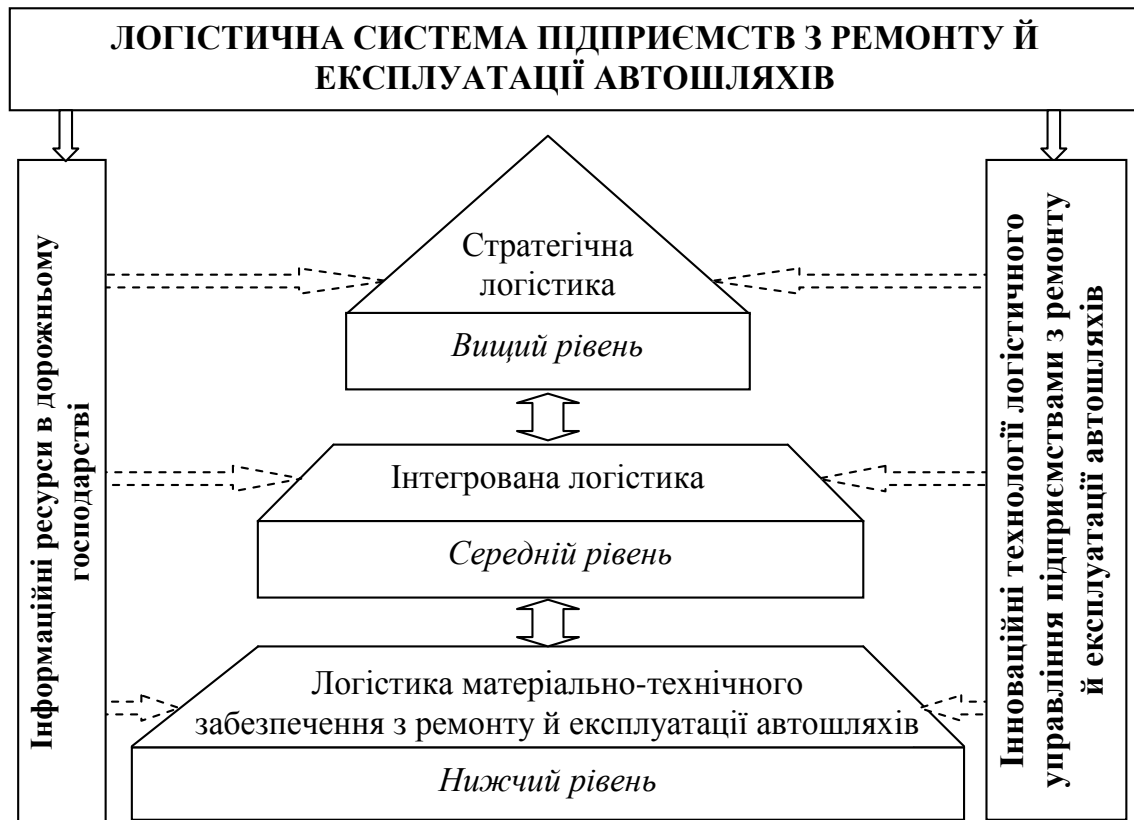 ЛОГІСТИЧНА СИСТЕМА ПІДПРИЄМСТВ З РЕМОНТУ Й
ЕКСПЛУАТАЦІЇ АВТОШЛЯХІВ
Інформаційні ресурси в дорожньому
господарстві
Стратегічна
логістика
Вищий рівень
Інтегрована логістика
Середній рівень
Логістика матеріально-технічного
забезпечення з ремонту й експлуатації автошляхів
Нижчий рівень
Інноваційні технології логістичного
управління підприємствами з ремонту
й експлуатації автошляхів